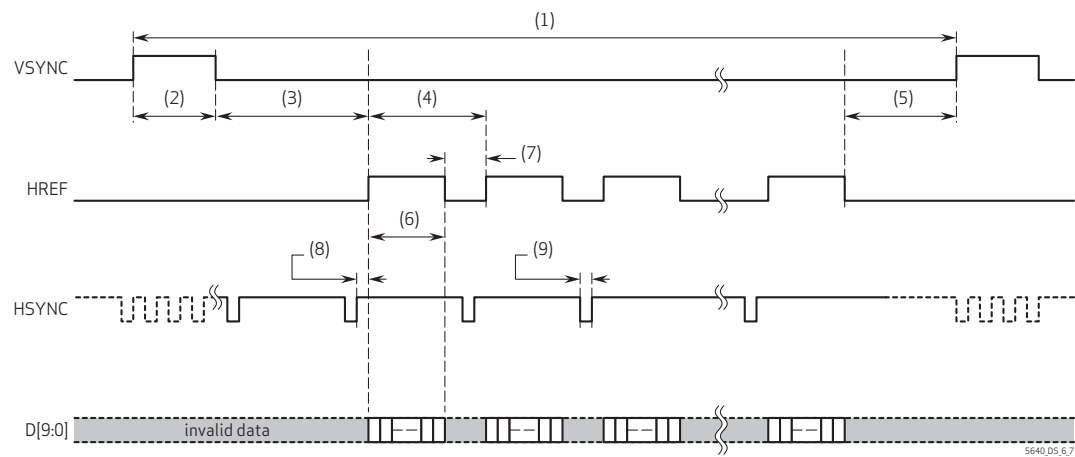 (1)
VSYNC
(2)
(3)
(4)
(5)
(7)
HREF
(6)
(8)
(9)
HSYNC
D[9:0]
invalid data
5640_DS_6_7